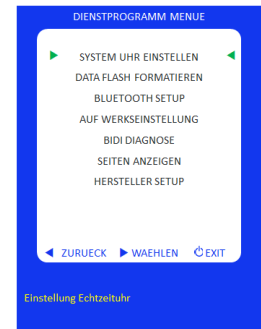 DIENSTPROGRAMM MENUE
SYSTEM UHR EINSTELLEN
DATA FLASH FORMATIEREN
BLUETOOTH SETUP
AUF WERKSEINSTELLUNG
BIDI DIAGNOSE
SEITEN ANZEIGEN
HERSTELLER SETUP
ZURUECK WAEHLEN EXIT
Einstellung Echtzeituhr